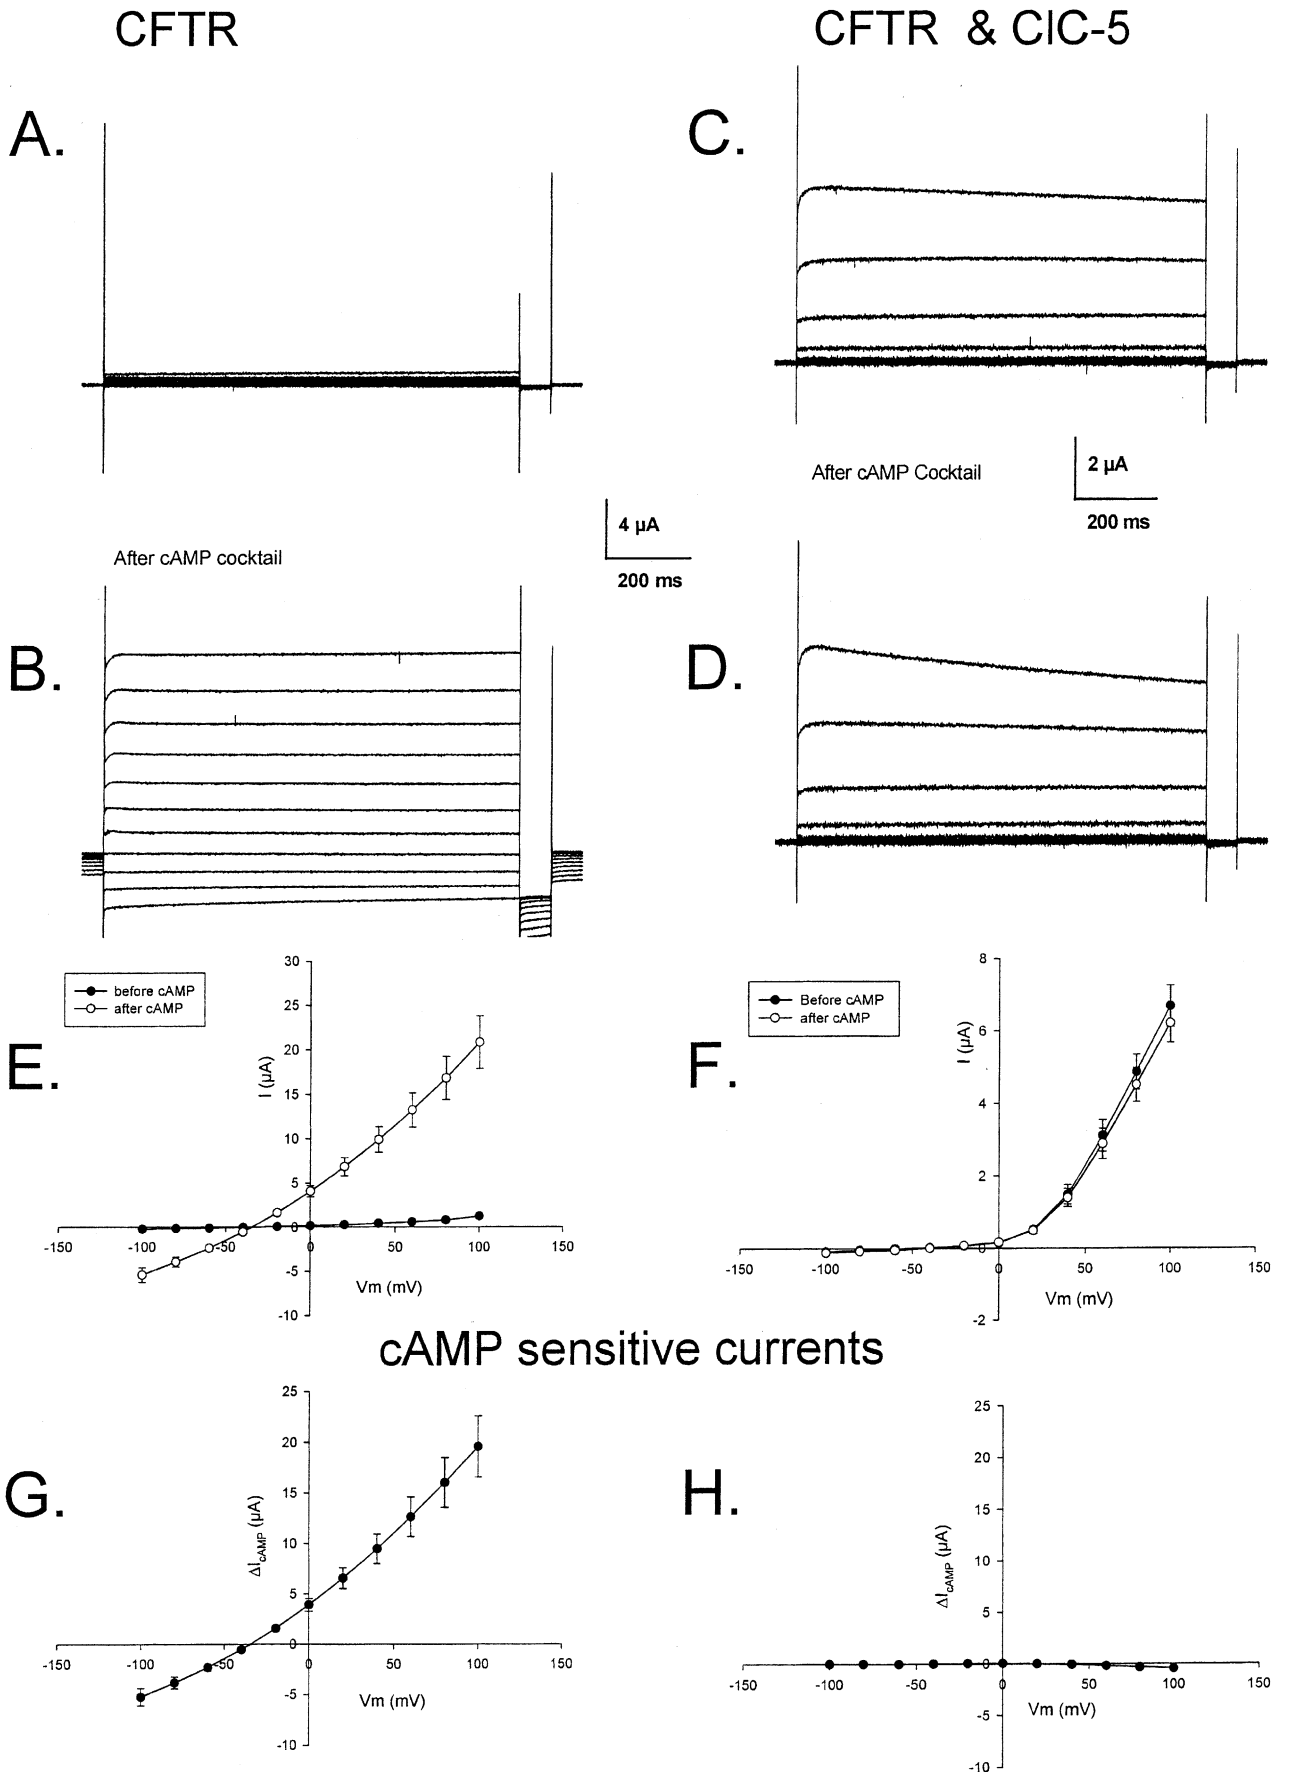 CFTR
CFTR & ClC-5
A.
C.
After cAMP Cocktail
2 µA
200 ms
4 µA
200 ms
After cAMP cocktail
B.
D.
E.
before cAMP
after cAMP
I (µA)
30
25
20
15
10
5
0
-5
-10
-150
-100
-50
0
50
100
150
Vm (mV)
F.
Before cAMP
after cAMP
I (µA)
8
6
4
2
0
-2
-150
-100
-50
0
50
100
150
Vm (mV)
cAMP sensitive currents
G.
ΔIcAMP (µA)
25
20
15
10
5
0
-5
-10
-150
-100
-50
0
50
100
150
Vm (mV)
H.
ΔIcAMP (µA)
25
20
15
10
5
0
-5
-10
-150
-100
-50
0
50
100
150
Vm (mV)